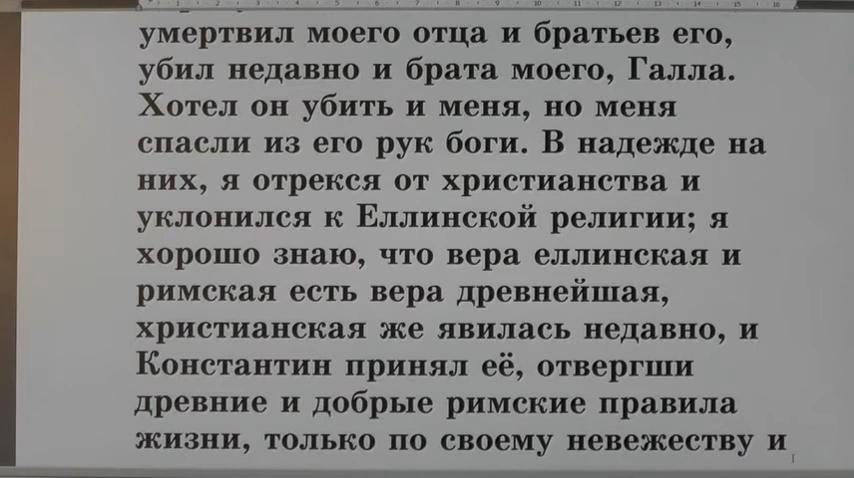 умертвил моего отца и братьев его,
убил недавно и брата моего, Галла.
Хотел он убить и меня, но меня
спасли из его рук боги. В надежде на
них, я отрекся от христианства и
уклонился к Еллинской религии; я
хорошо знаю, что вера еллинская и
римская есть вера древнейшая,
христианская же явилась недавно, и
Константин принял её, отвергши
древние и добрые римские правила
жизни, только по своему невежеству и